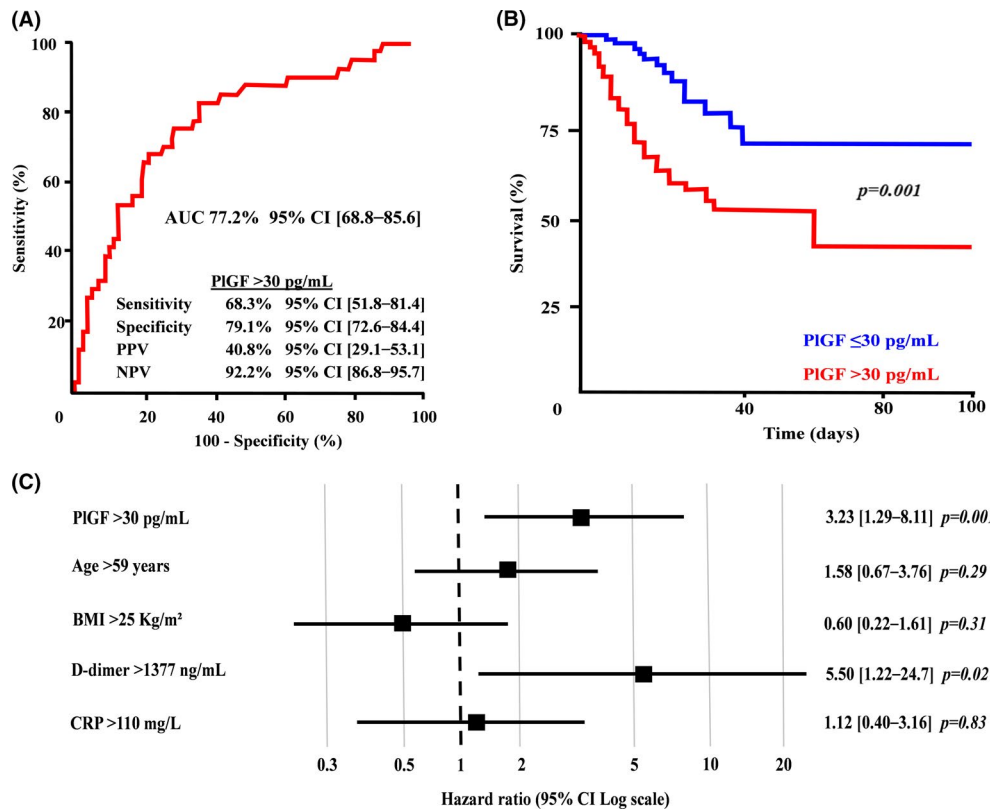 (A)
100
80
60
40
20
0
20
40
60
80
100
Sensitivity (%)
100 - Specificity (%)
AUC 77.2% 95% CI [68.8–85.6]
PlGF >30 pg/mL
Sensitivity 68.3% 95% CI [51.8–81.4]
Specificity 79.1% 95% CI [72.6–84.4]
PPV 40.8% 95% CI [29.1–53.1]
NPV 92.2% 95% CI [86.8–95.7]
(B)
100
75
50
25
0
40
80
100
Survival (%)
Time (days)
p=0.001
PlGF ≤30 pg/mL
PlGF >30 pg/mL
(C)
PlGF >30 pg/mL 3.23 [1.29–8.11] p=0.00
Age >59 years 1.58 [0.67–3.76] p=0.29
BMI >25 Kg/m² 0.60 [0.22–1.61] p=0.31
D-dimer >1377 ng/mL 5.50 [1.22–24.7] p=0.02
CRP >110 mg/L 1.12 [0.40–3.16] p=0.83
0.3 0.5 1 2 5 10 20
Hazard ratio (95% CI Log scale)